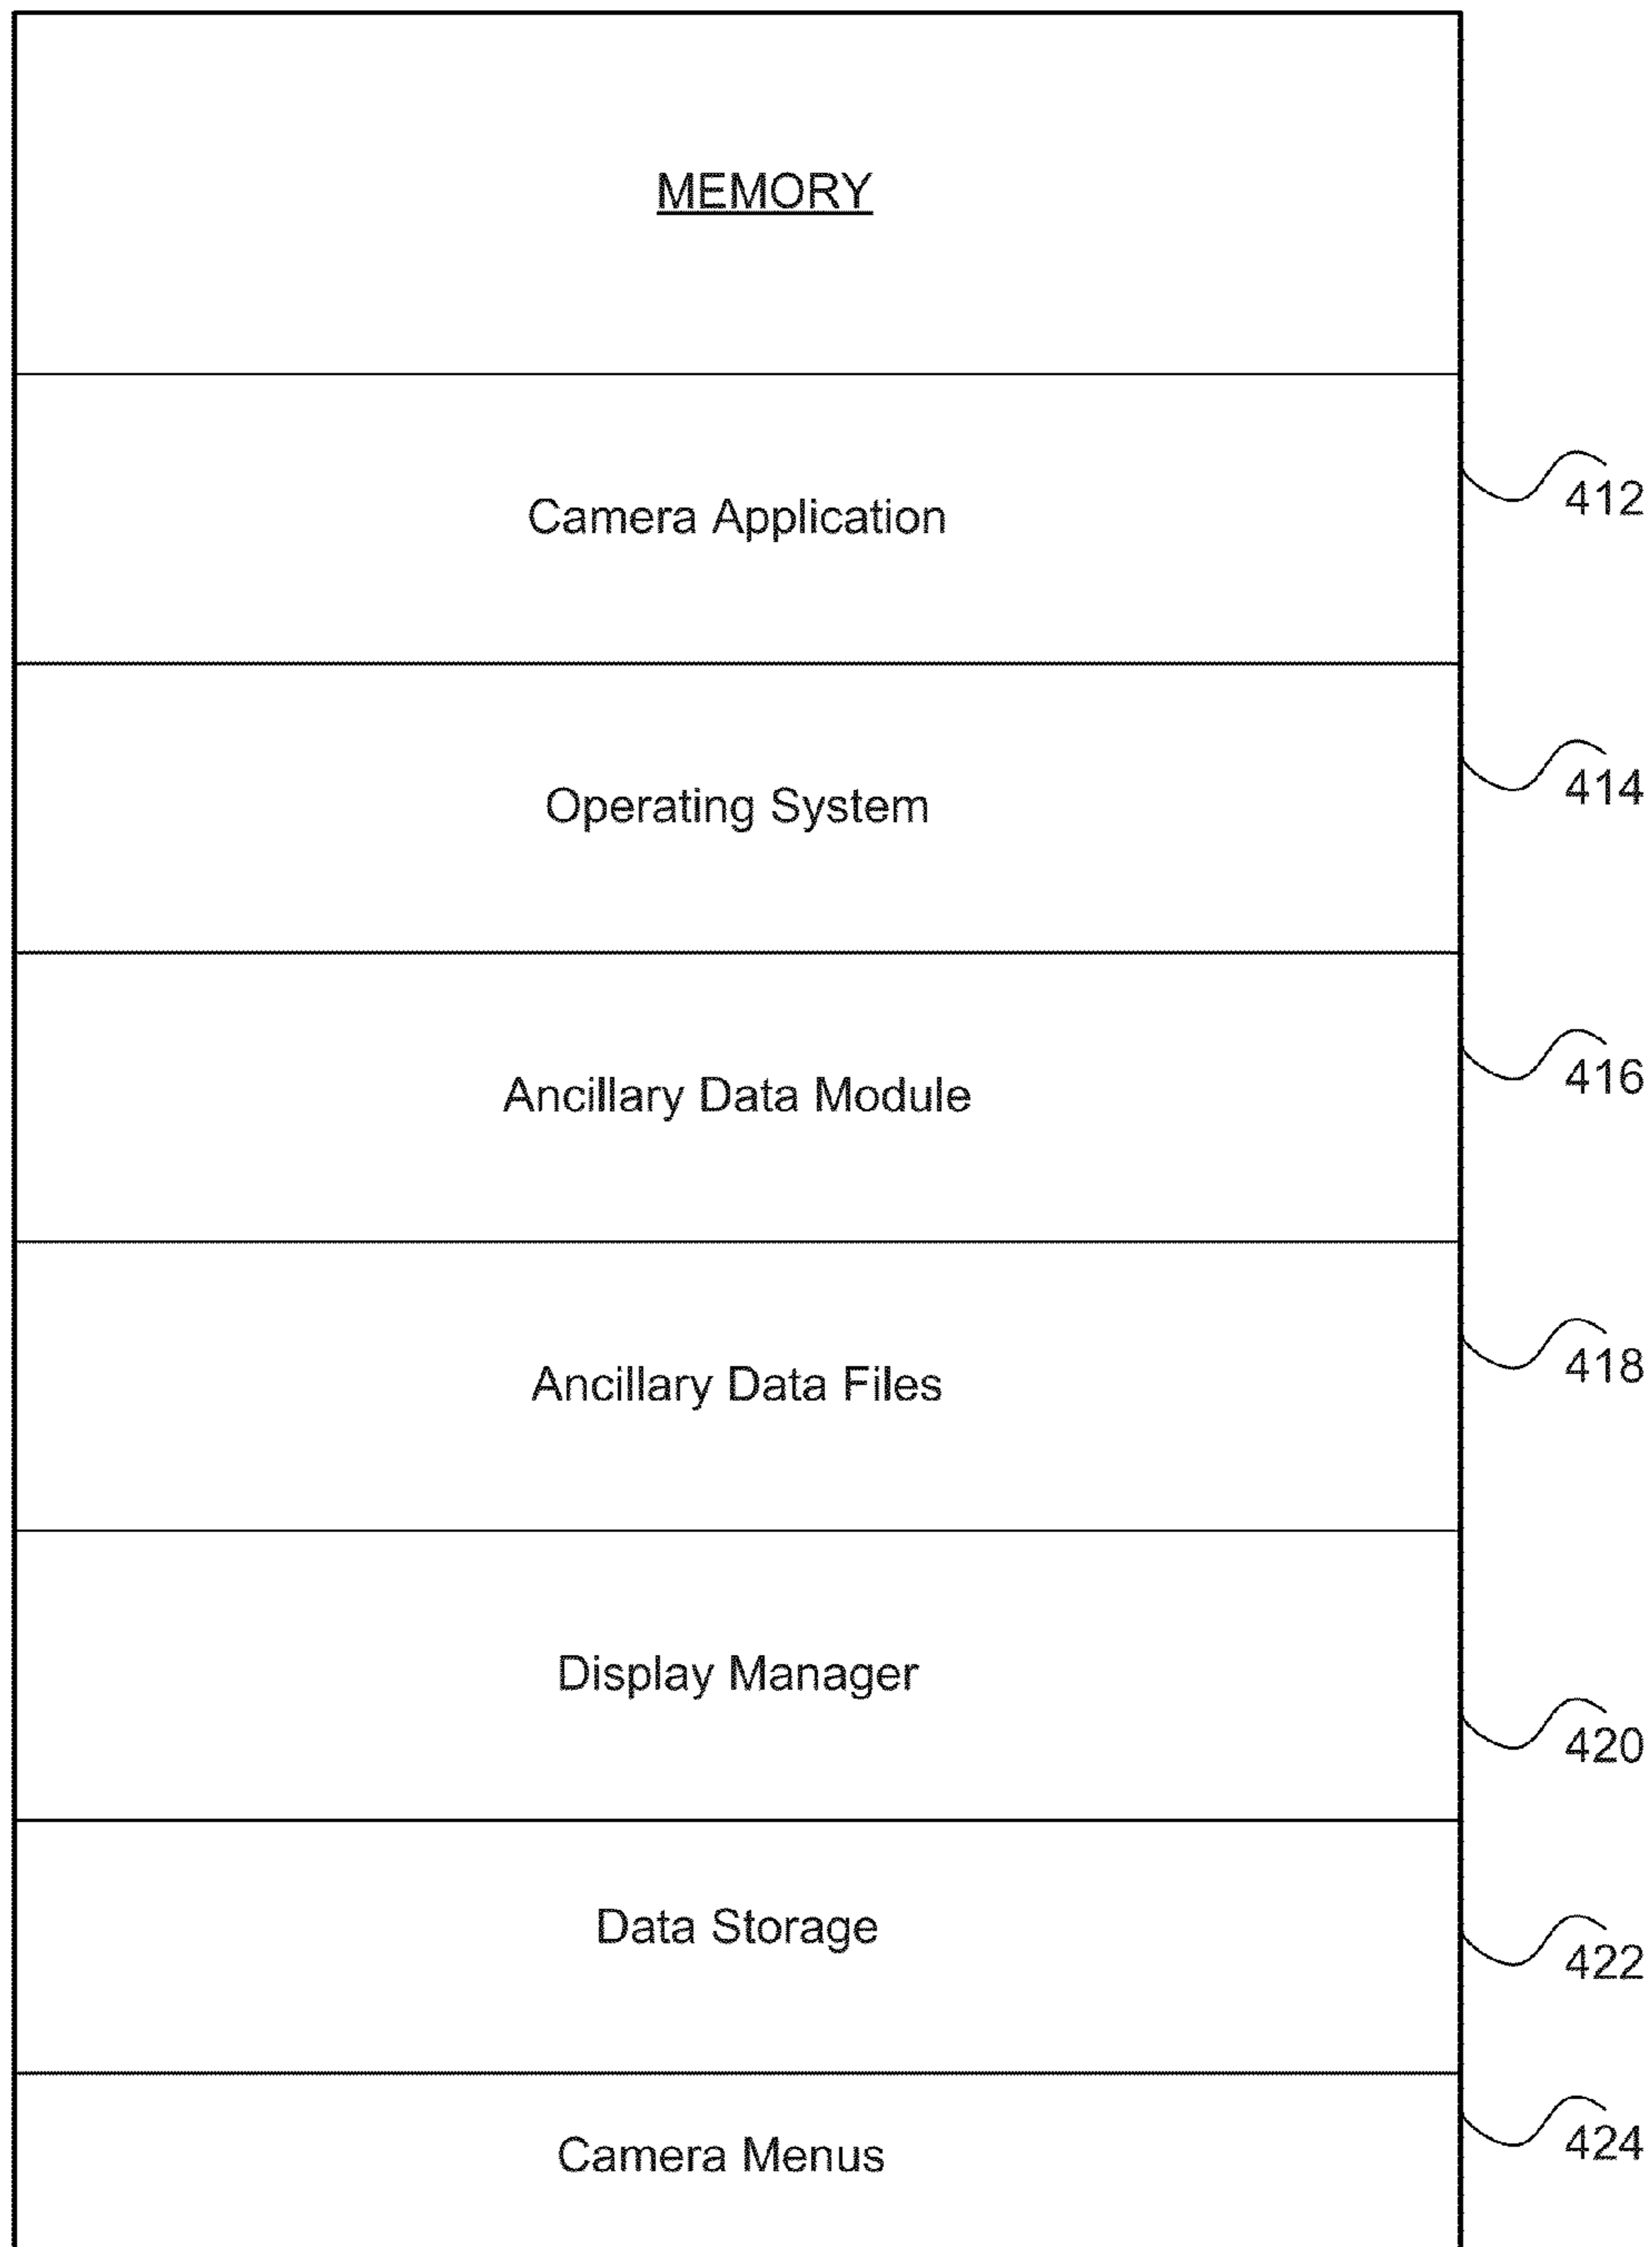 MEMORY
Camera Application
412
Operating System
414
Ancillary Data Module
416
Ancillary Data Files
418
Display Manager
420
Data Storage
422
Camera Menus
424